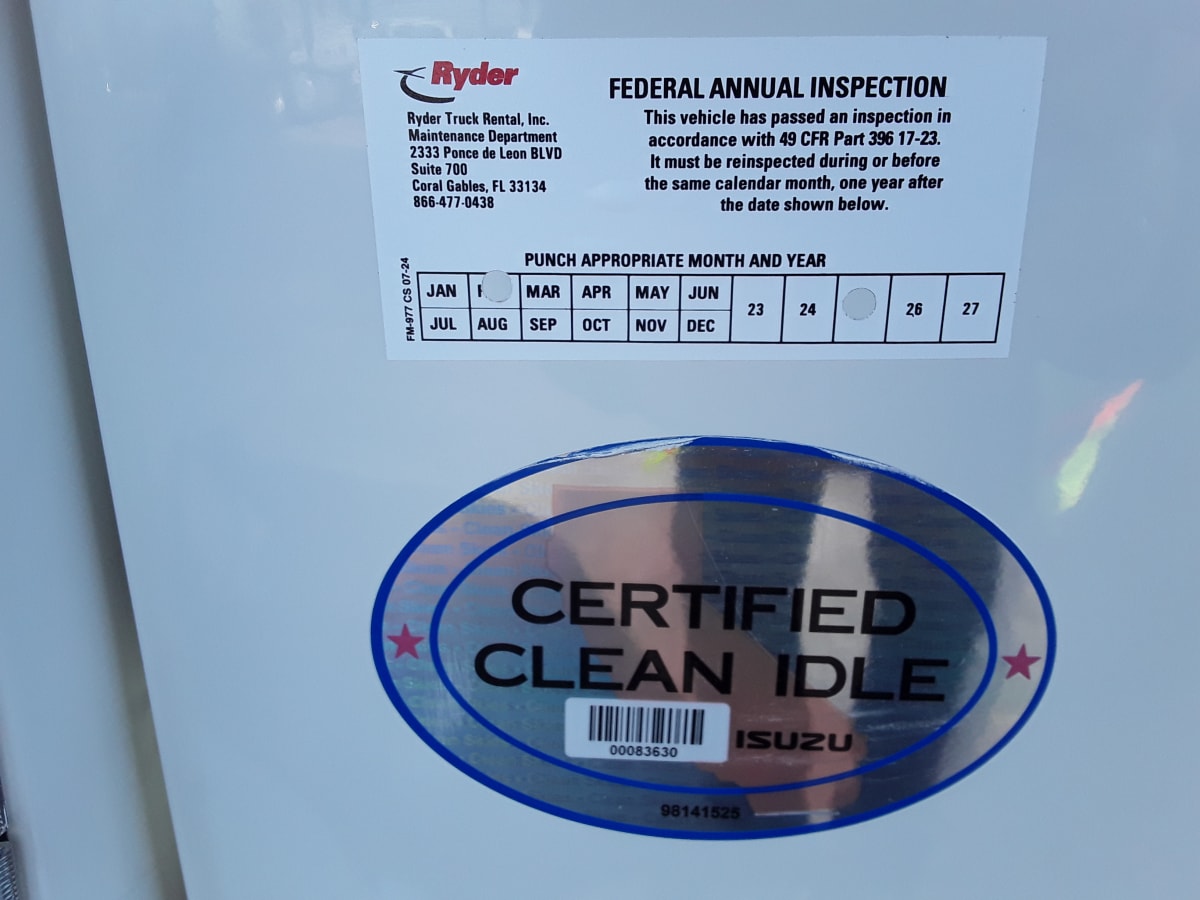 Ryder
Ryder Truck Rental, Inc.
Maintenance Department
2333 Ponce de Leon BLVD
Suite 700
Coral Gables, FL 33134
866-477-0438
FEDERAL ANNUAL INSPECTION
This vehicle has passed an inspection in
accordance with 49 CFR Part 396 17-23.
It must be reinspected during or before
the same calendar month, one year after
the date shown below.
PUNCH APPROPRIATE MONTH AND YEAR
FM-977 CS 07-24
JAN MAR APR MAY JUN
JUL AUG SEP OCT NOV DEC
23 24 26 27
CERTIFIED
CLEAN IDLE
00083630
ISUZU
98141525